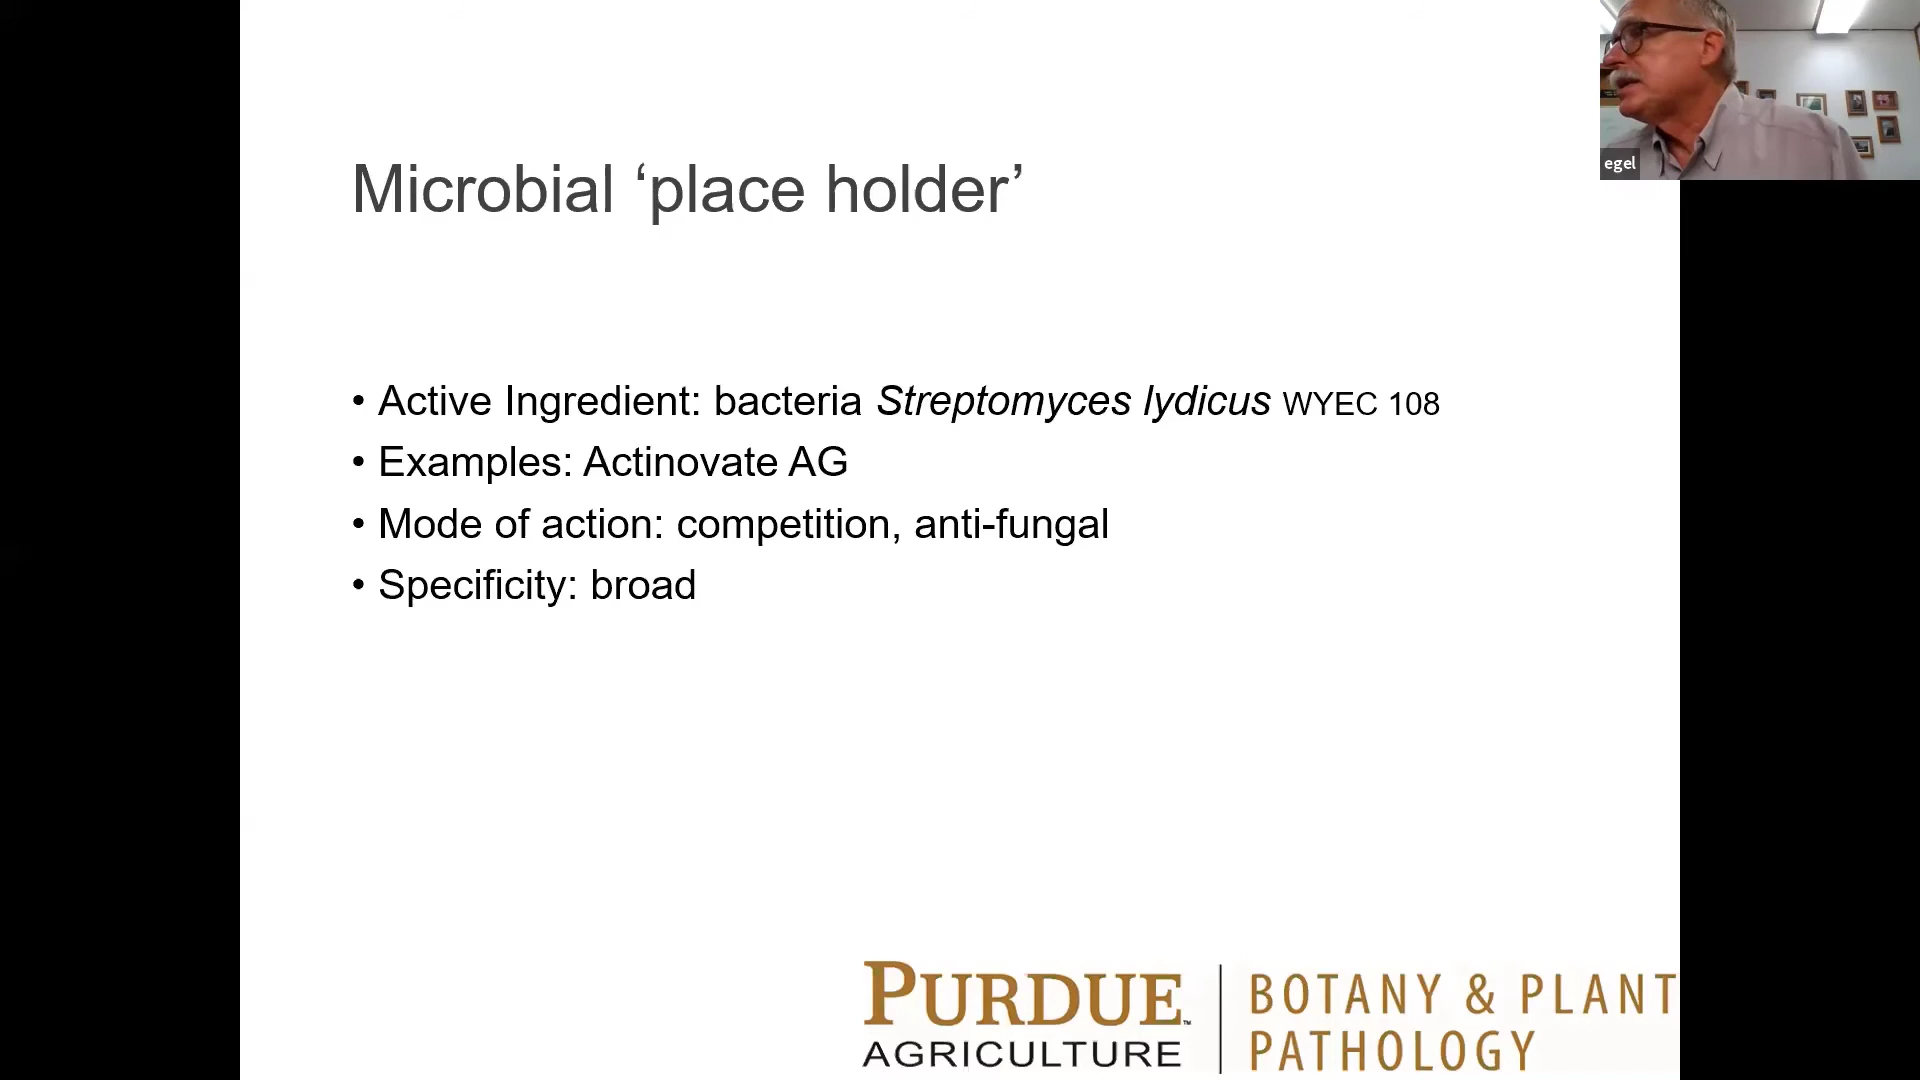 egel
Microbial ‘place holder’
• Active Ingredient: bacteria Streptomyces lydicus WYEC 108
• Examples: Actinovate AG
• Mode of action: competition, anti-fungal
• Specificity: broad
PURDUE™
AGRICULTURE
BOTANY & PLANT
PATHOLOGY